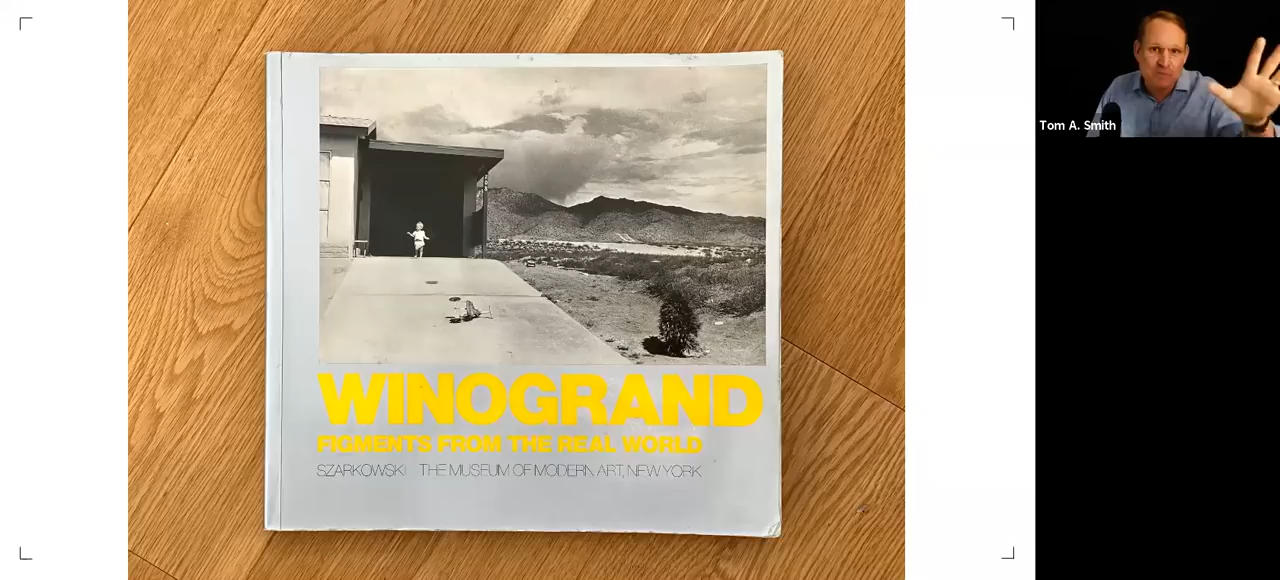 WINOGRAND
FIGMENTS FROM THE REAL WORLD
SZARKOWSKI THE MUSEUM OF MODERN ART, NEW YORK
Tom A. Smith